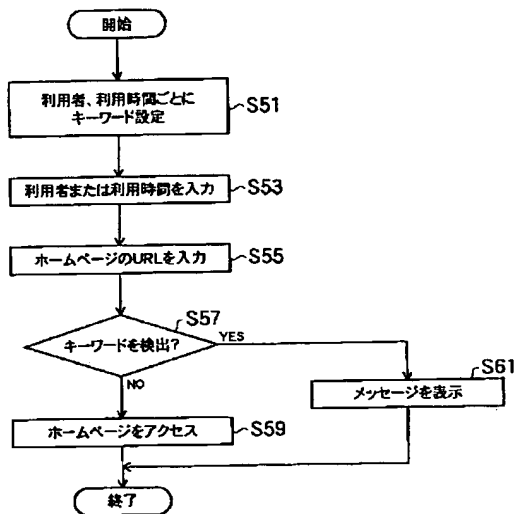 開始
利用者、利用時間ごとに
キーワード設定
S51
利用者または利用時間を入力
S53
ホームページのURLを入力
S55
キーワードを検出?
S57
YES
NO
メッセージを表示
S61
ホームページをアクセス
S59
終了